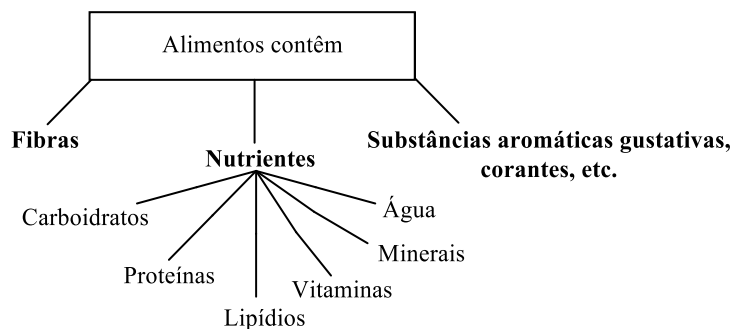 Alimentos contêm
Fibras
Nutrientes
Substâncias aromáticas gustativas,
corantes, etc.
Carboidratos
Proteínas
Lipídios
Vitaminas
Minerais
Água